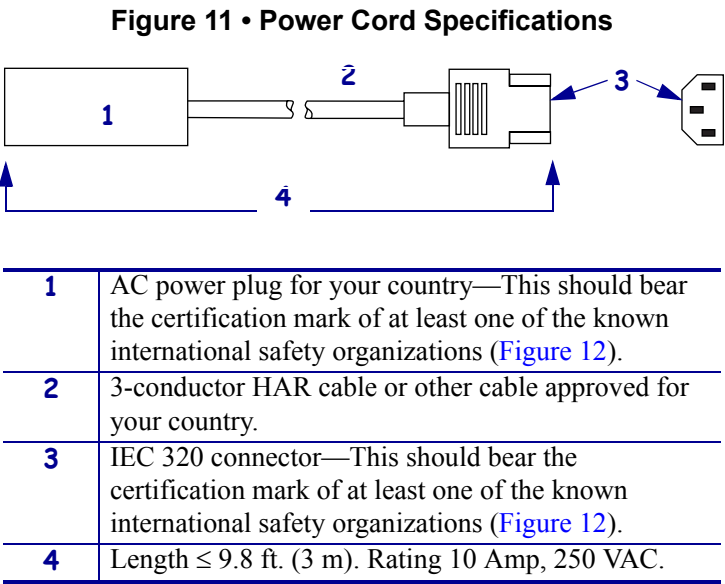 Figure 11 • Power Cord Specifications
1
2
3
4
1 AC power plug for your country—This should bear
the certification mark of at least one of the known
international safety organizations (Figure 12).
2 3-conductor HAR cable or other cable approved for
your country.
3 IEC 320 connector—This should bear the
certification mark of at least one of the known
international safety organizations (Figure 12).
4 Length ≤ 9.8 ft. (3 m). Rating 10 Amp, 250 VAC.